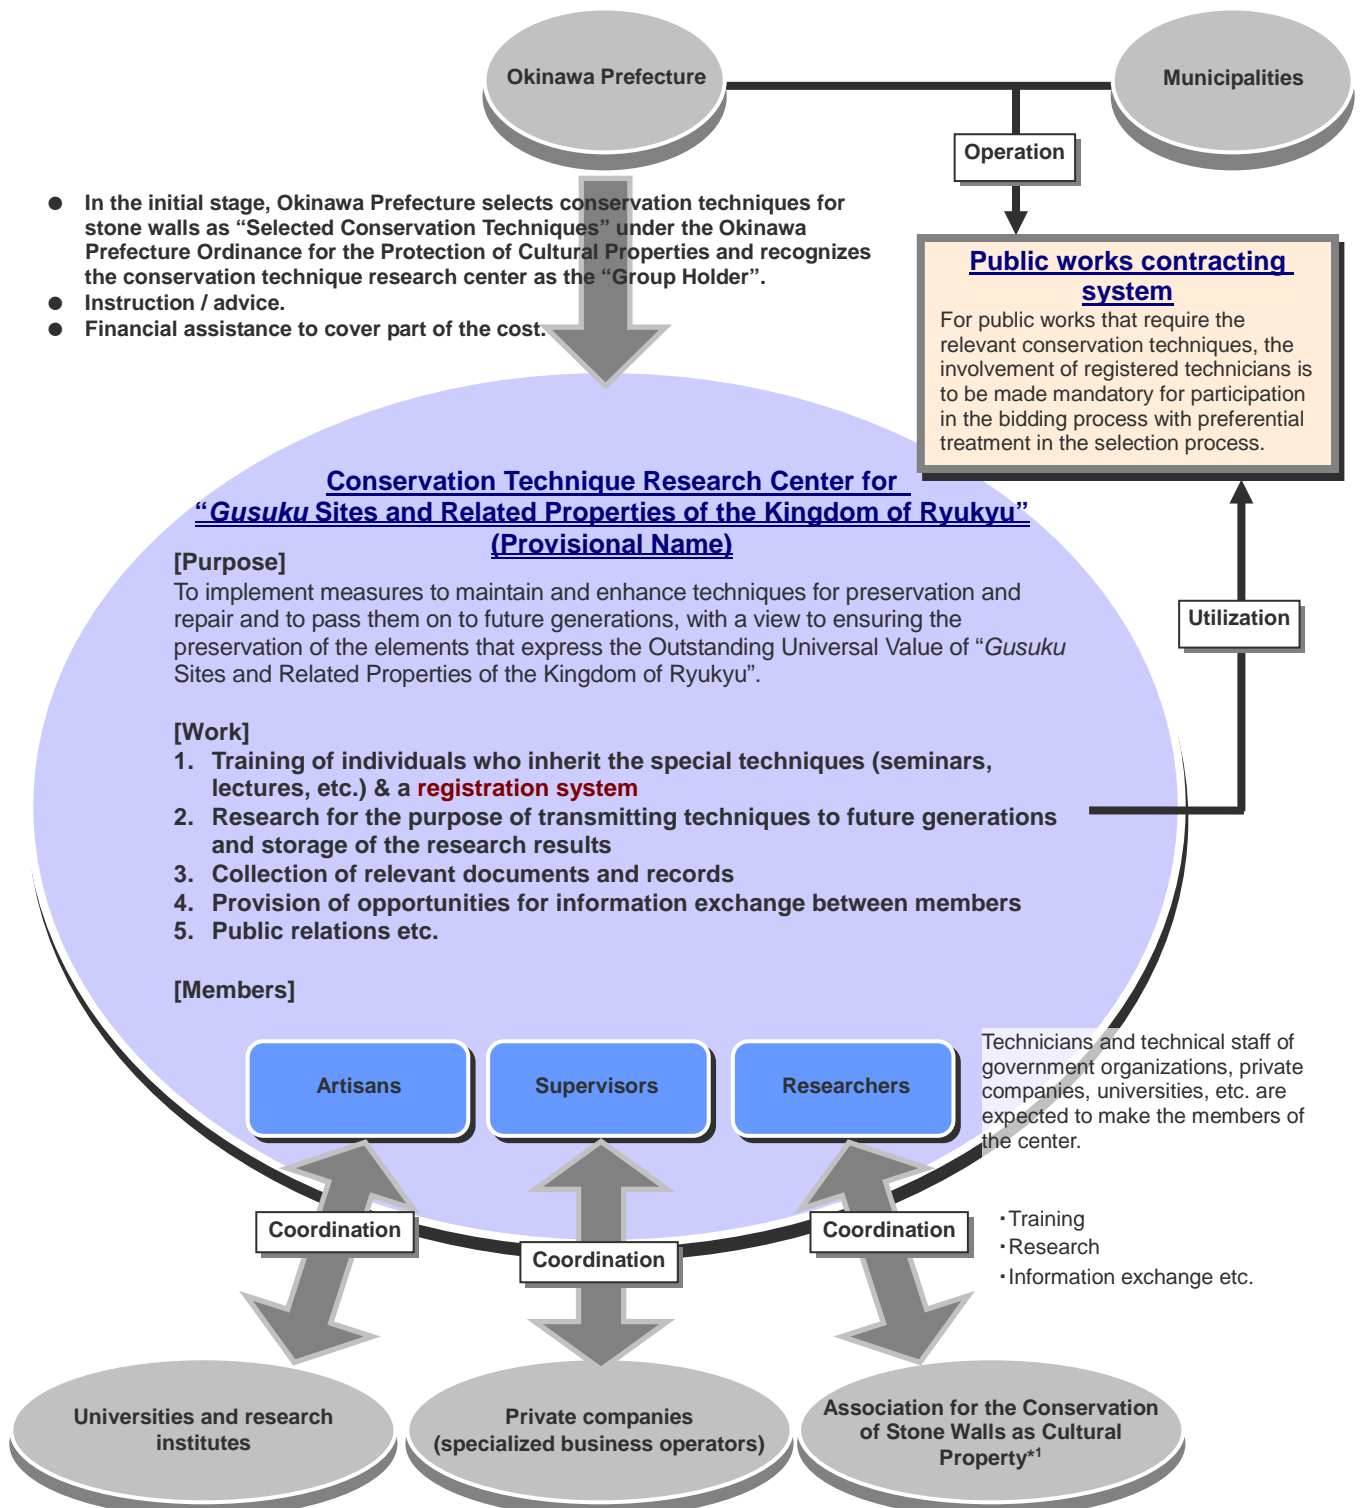 Okinawa Prefecture
Municipalities
Operation
● In the initial stage, Okinawa Prefecture selects conservation techniques for
stone walls as “Selected Conservation Techniques” under the Okinawa
Prefecture Ordinance for the Protection of Cultural Properties and recognizes
the conservation technique research center as the “Group Holder”.
● Instruction / advice.
● Financial assistance to cover part of the cost.
Public works contracting
system
For public works that require the
relevant conservation techniques, the
involvement of registered technicians is
to be made mandatory for participation
in the bidding process with preferential
treatment in the selection process.
Conservation Technique Research Center for
“Gusuku Sites and Related Properties of the Kingdom of Ryukyu”
(Provisional Name)
[Purpose]
To implement measures to maintain and enhance techniques for preservation and
repair and to pass them on to future generations, with a view to ensuring the
preservation of the elements that express the Outstanding Universal Value of “Gusuku
Sites and Related Properties of the Kingdom of Ryukyu”.
Utilization
[Work]
1. Training of individuals who inherit the special techniques (seminars,
lectures, etc.) & a registration system
2. Research for the purpose of transmitting techniques to future generations
and storage of the research results
3. Collection of relevant documents and records
4. Provision of opportunities for information exchange between members
5. Public relations etc.
[Members]
Artisans
Supervisors
Researchers
Technicians and technical staff of
government organizations, private
companies, universities, etc. are
expected to make the members of
the center.
Coordination
Coordination
Coordination
・Training
・Research
・Information exchange etc.
Universities and research
institutes
Private companies
(specialized business operators)
Association for the Conservation
of Stone Walls as Cultural
Property*1